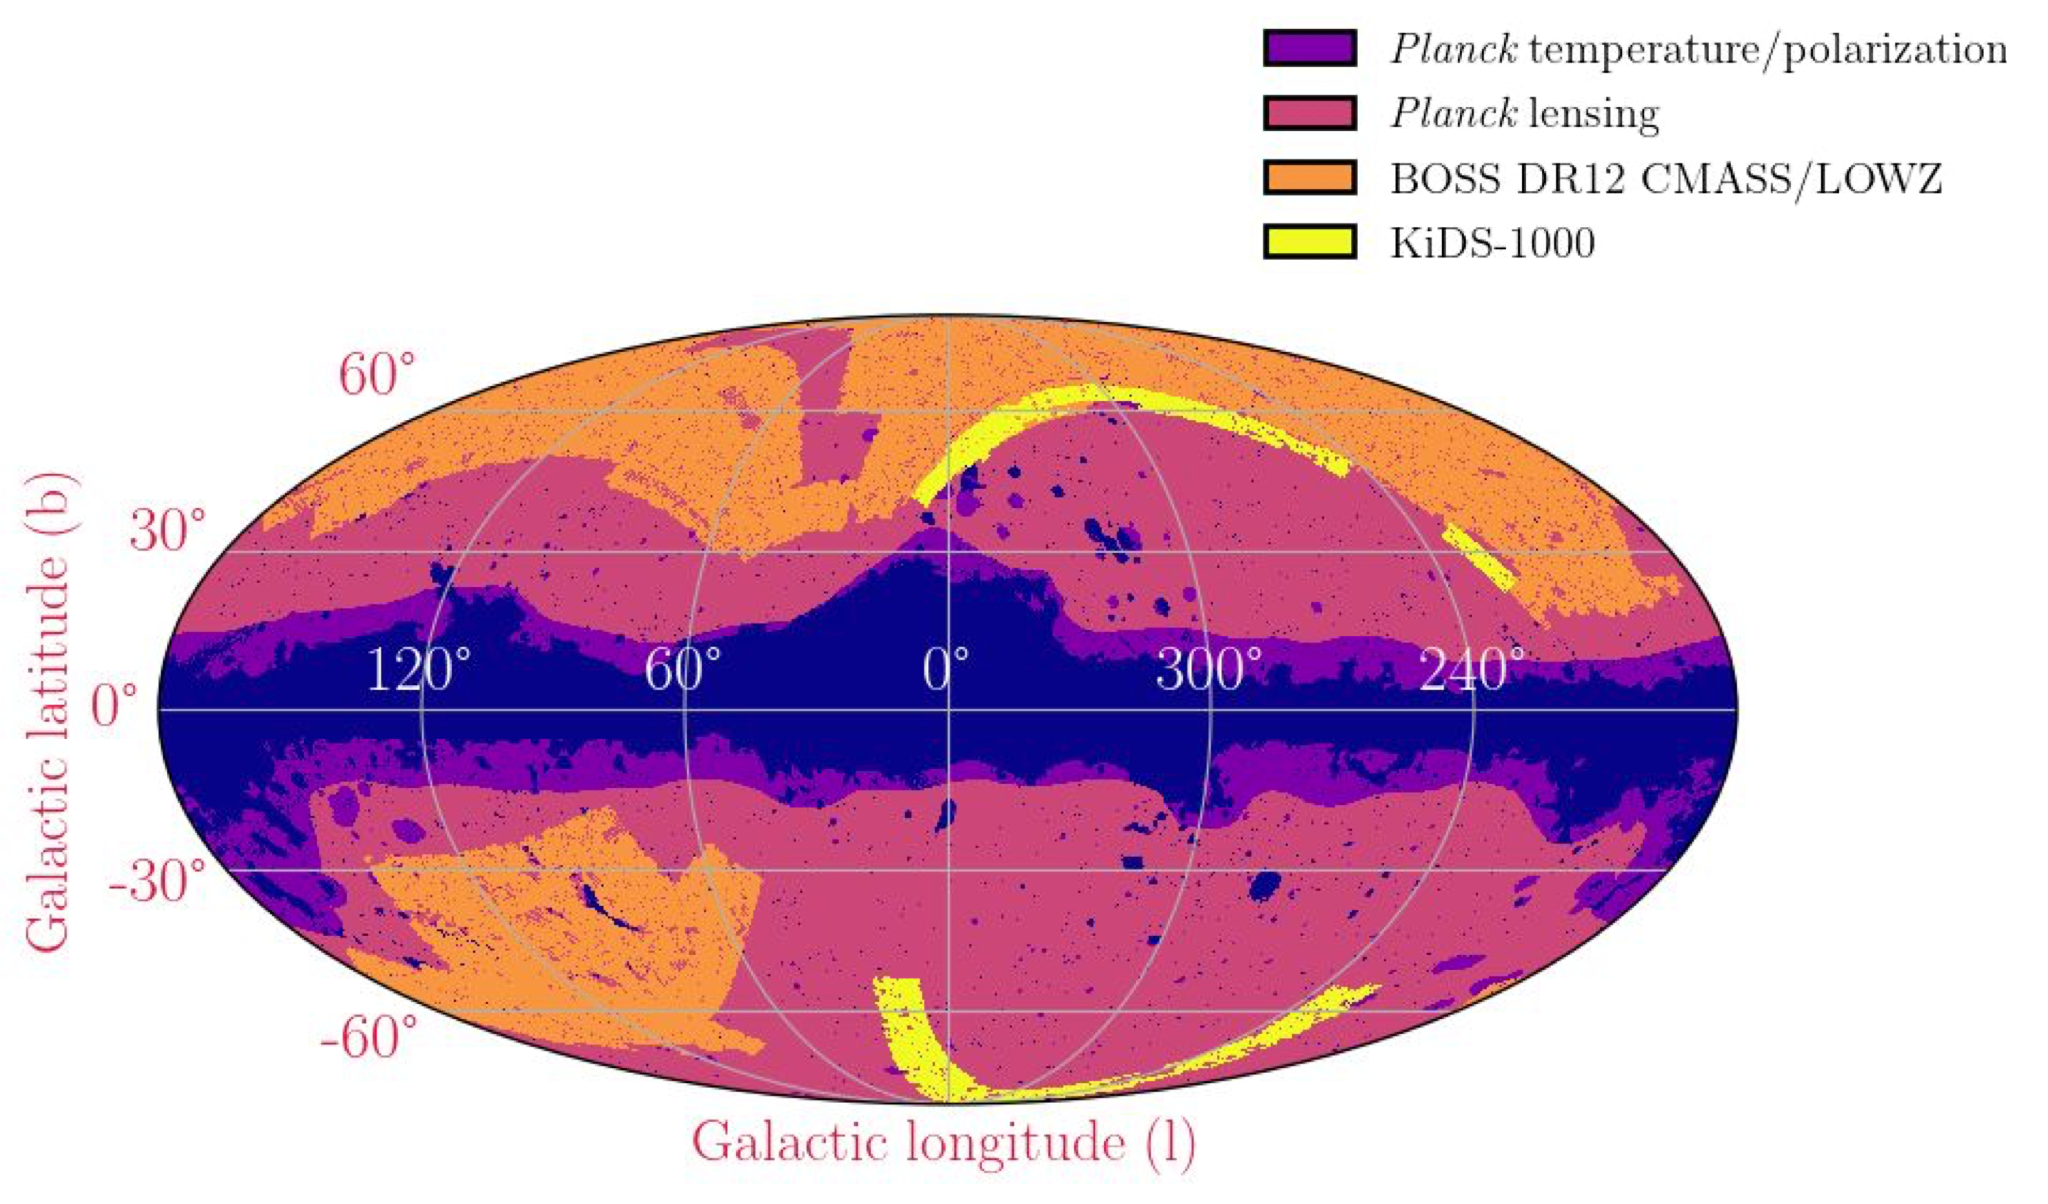 Planck temperature/polarization
Planck lensing
BOSS DR12 CMASS/LOWZ
KiDS-1000
60°
30°
0°
-30°
-60°
120°
60°
0°
300°
240°
Galactic latitude (b)
Galactic longitude (l)